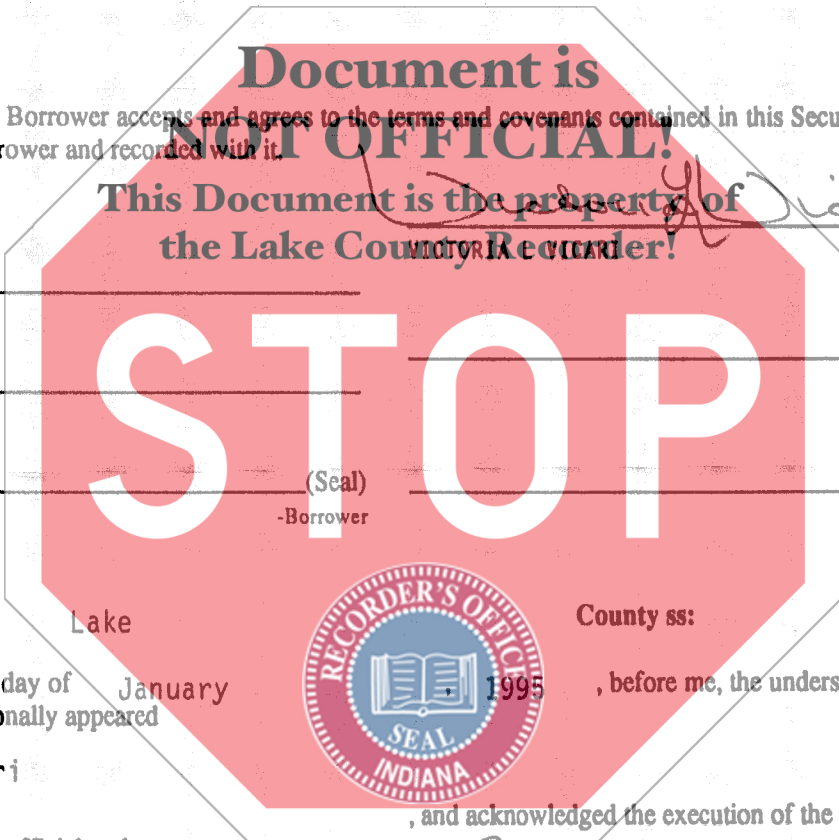 Document is
Borrower accepts and agrees to the terms and covenants contained in this Secu
NOT OFFICIAL!
rower and recorded with it.
This Document is the property of
the Lake County Recorder!
VICTORIA L VICARI
STOP
(Seal)
-Borrower
RECORDER'S OFFICE
Lake
County ss:
day of January , 1995 , before me, the unders
onally appeared
SEAL
INDIANA
ri
, and acknowledged the execution of the